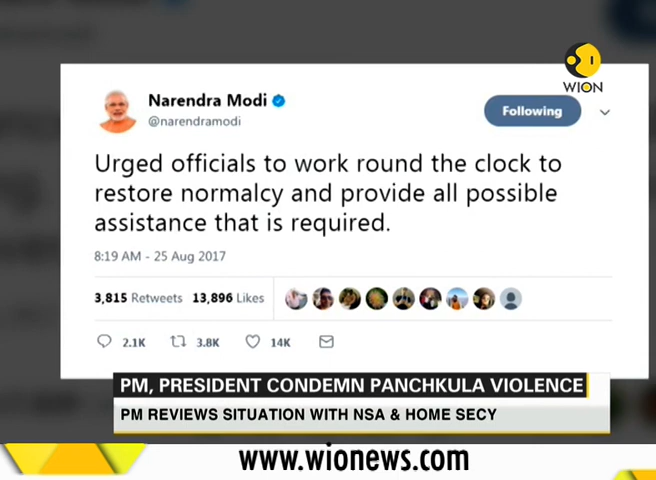 WION
Narendra Modi
@narendramodi
Following
Urged officials to work round the clock to
restore normalcy and provide all possible
assistance that is required.
8:19 AM - 25 Aug 2017
3,815 Retweets 13,896 Likes
2.1K 3.8K 14K
PM, PRESIDENT CONDEMN PANCHKULA VIOLENCE
PM REVIEWS SITUATION WITH NSA & HOME SECY
www.wionews.com